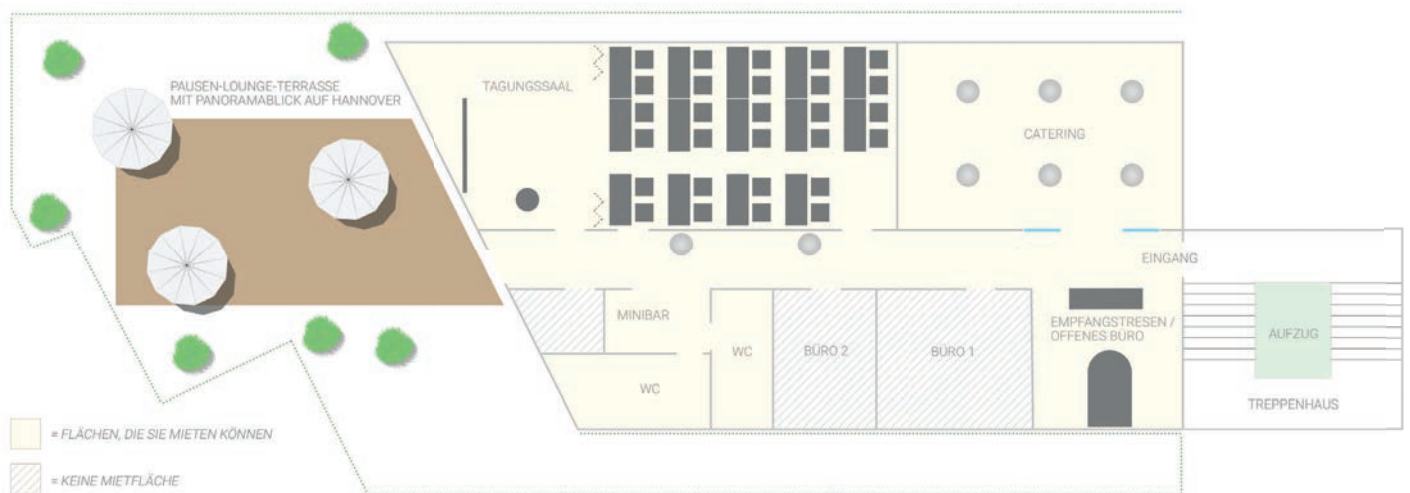 PAUSEN-LOUNGE-TERRASSE
MIT PANORAMABLICK AUF HANNOVER
TAGUNGSSAAL
CATERING
EINGANG
MINIBAR
EMPFANGSTRESEN /
OFFENES BÜRO
AUFZUG
WC
BÜRO 2
BÜRO 1
WC
TREPPENHAUS
= FLÄCHEN, DIE SIE MIETEN KÖNNEN
= KEINE MIETFLÄCHE